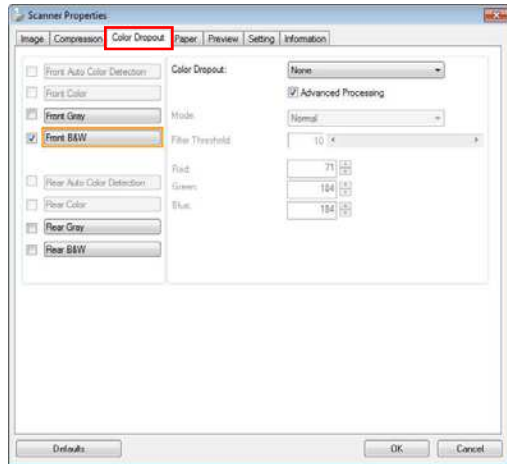 Scanner Properties
Image Compression Color Dropout Paper Preview Setting Information
Front Auto Color Detection
Front Color
Front Gray
Front B&W
Rear Auto Color Detection
Rear Color
Rear Gray
Rear B&W
Color Dropout: None
Advanced Processing
Mode: Normal
Filter Threshold: 10
Red: 71
Green: 184
Blue: 184
Defaults OK Cancel